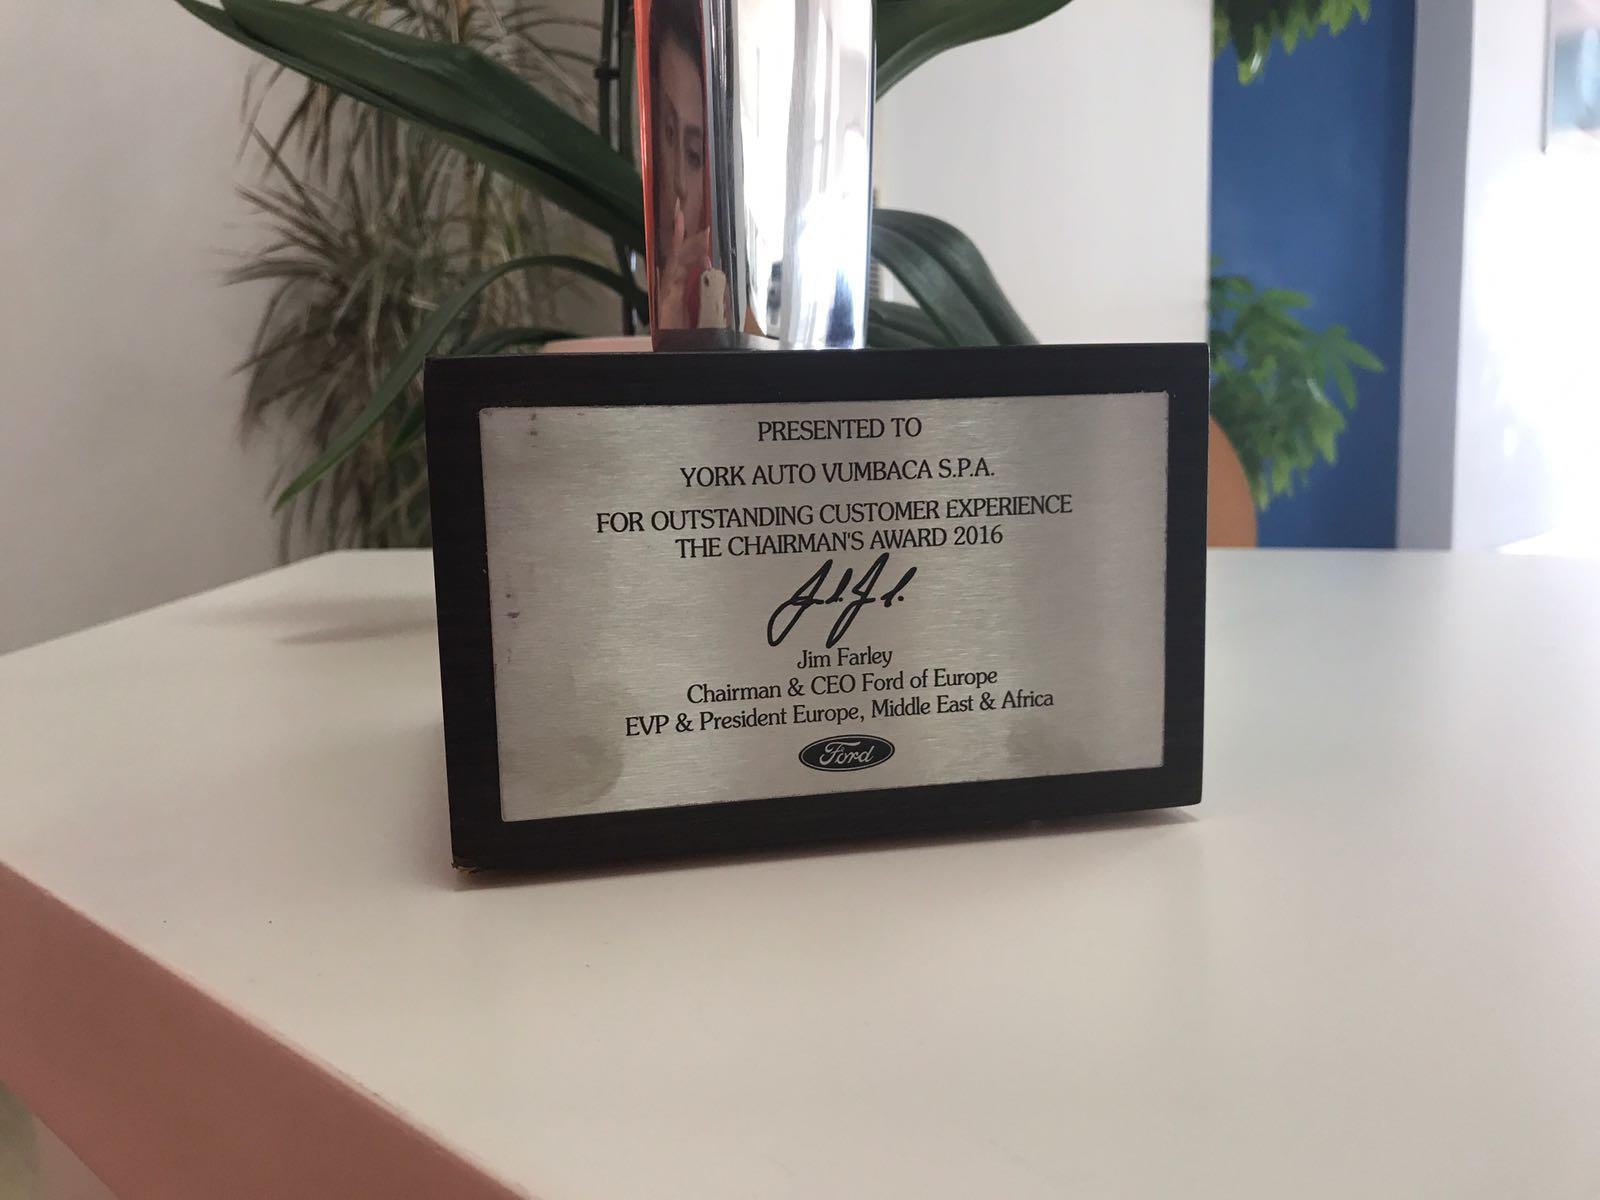 PRESENTED TO
YORK AUTO VUMBACA S.P.A.
FOR OUTSTANDING CUSTOMER EXPERIENCE
THE CHAIRMAN'S AWARD 2016
Jim Farley
Chairman & CEO Ford of Europe
EVP & President Europe, Middle East & Africa
Ford